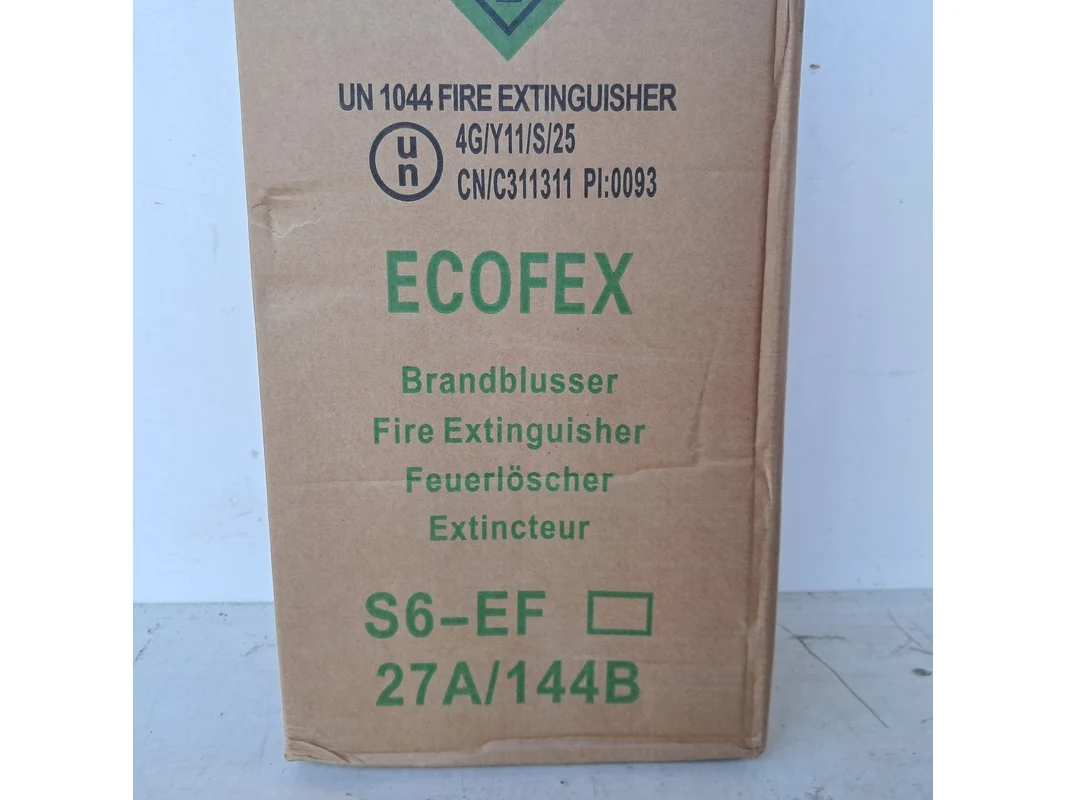 UN 1044 FIRE EXTINGUISHER
un 4G/Y11/S/25
CN/C311311 PI:0093
ECOFEX
Brandblusser
Fire Extinguisher
Feuerlöscher
Extincteur
S6-EF
27A/144B